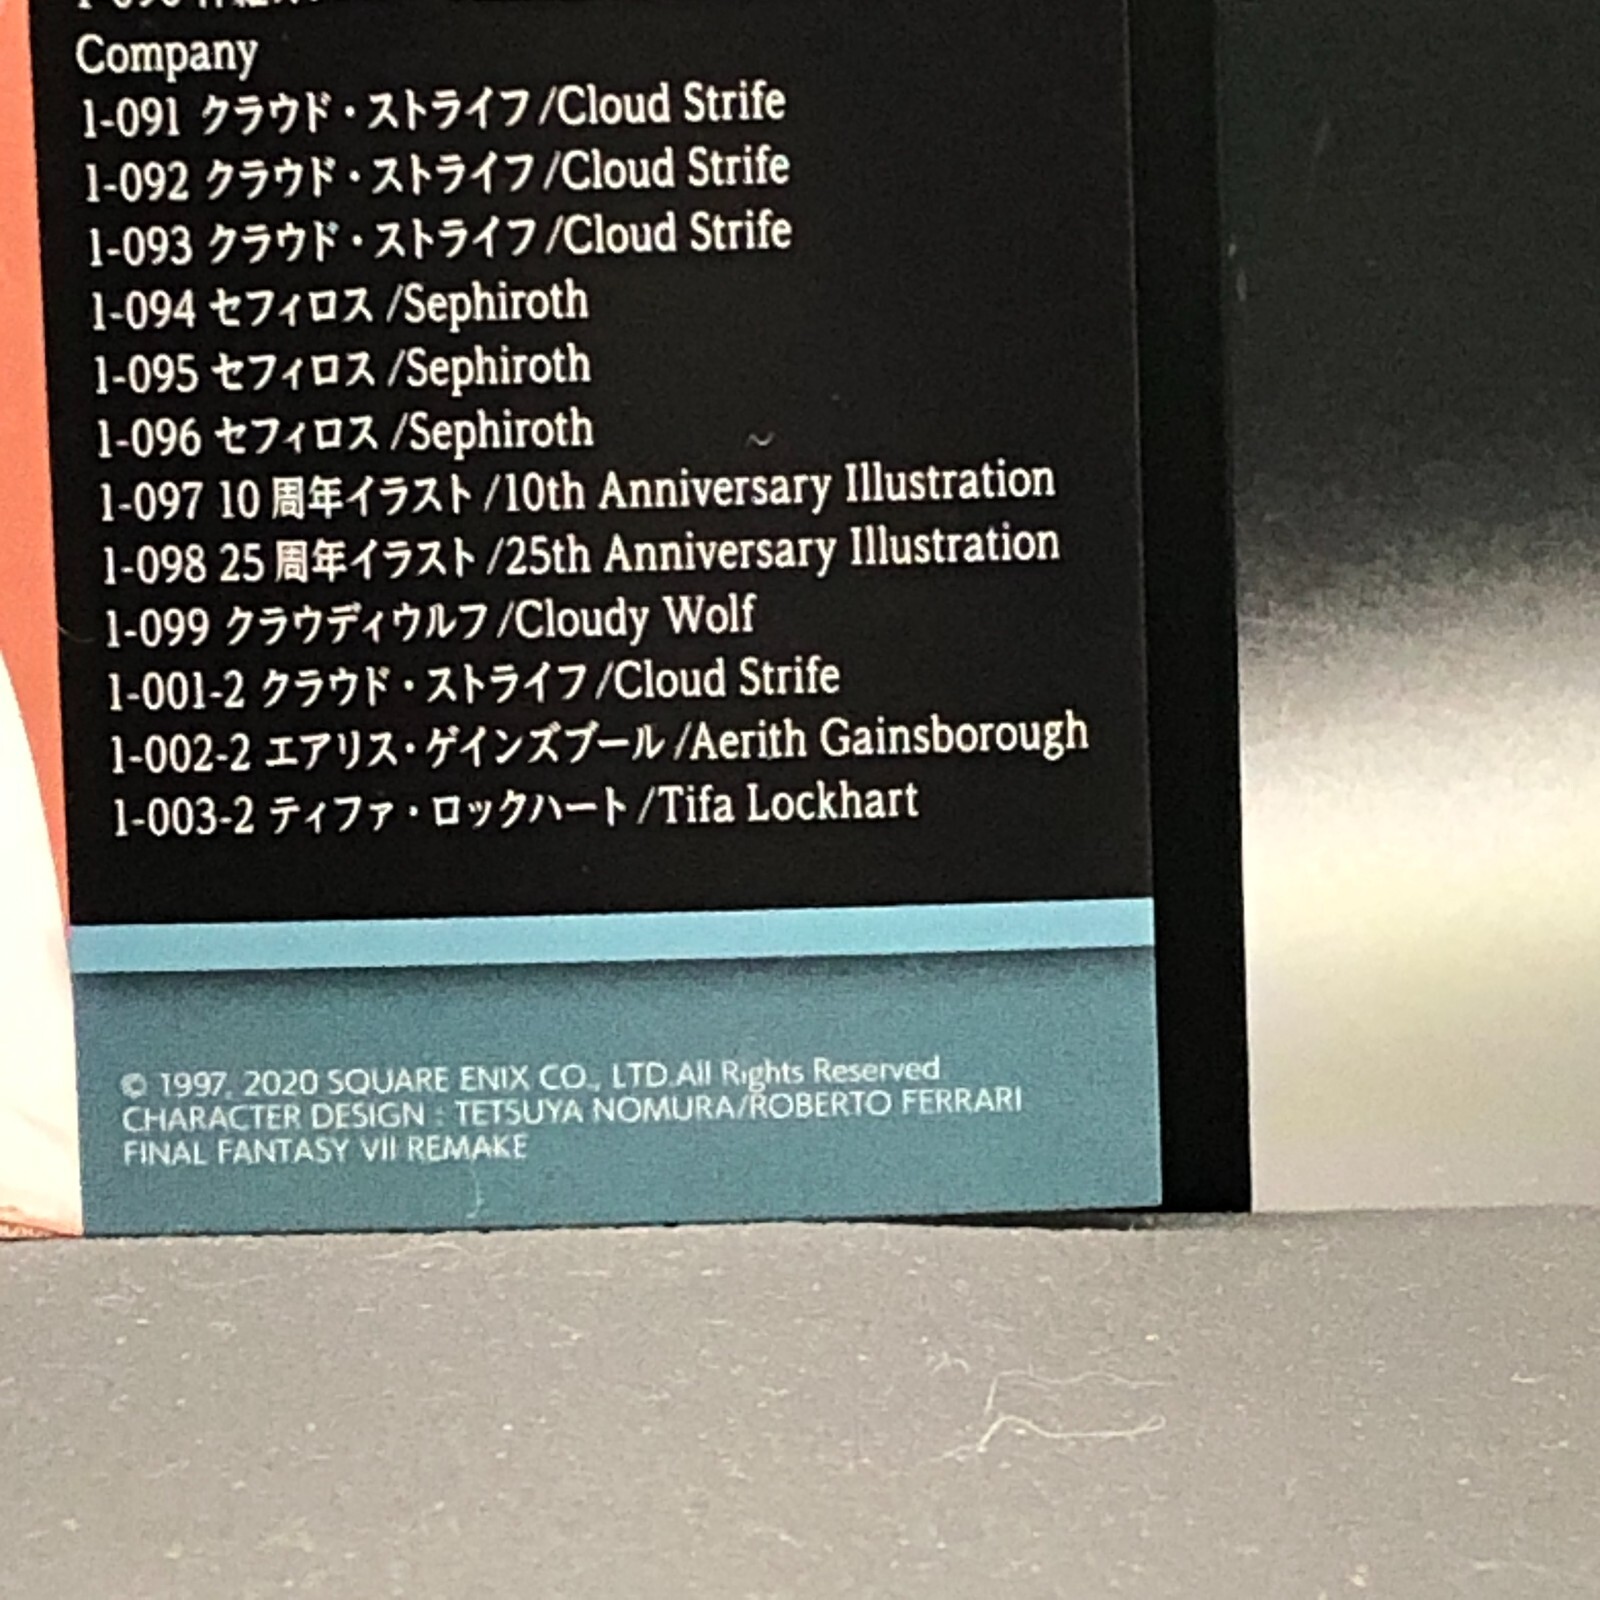 Company
1-091 クラウド・ストライフ/Cloud Strife
1-092 クラウド・ストライフ/Cloud Strife
1-093 クラウド・ストライフ/Cloud Strife
1-094 セフィロス/Sephiroth
1-095 セフィロス/Sephiroth
1-096 セフィロス/Sephiroth
1-097 10 周年イラスト/10th Anniversary Illustration
1-098 25 周年イラスト/25th Anniversary Illustration
1-099 クラウディウルフ/Cloudy Wolf
1-001-2 クラウド・ストライフ/Cloud Strife
1-002-2 エアリス・ゲインズブール/Aerith Gainsborough
1-003-2 ティファ・ロックハート/Tifa Lockhart
© 1997, 2020 SQUARE ENIX CO., LTD.All Rights Reserved
CHARACTER DESIGN : TETSUYA NOMURA/ROBERTO FERRARI
FINAL FANTASY VII REMAKE